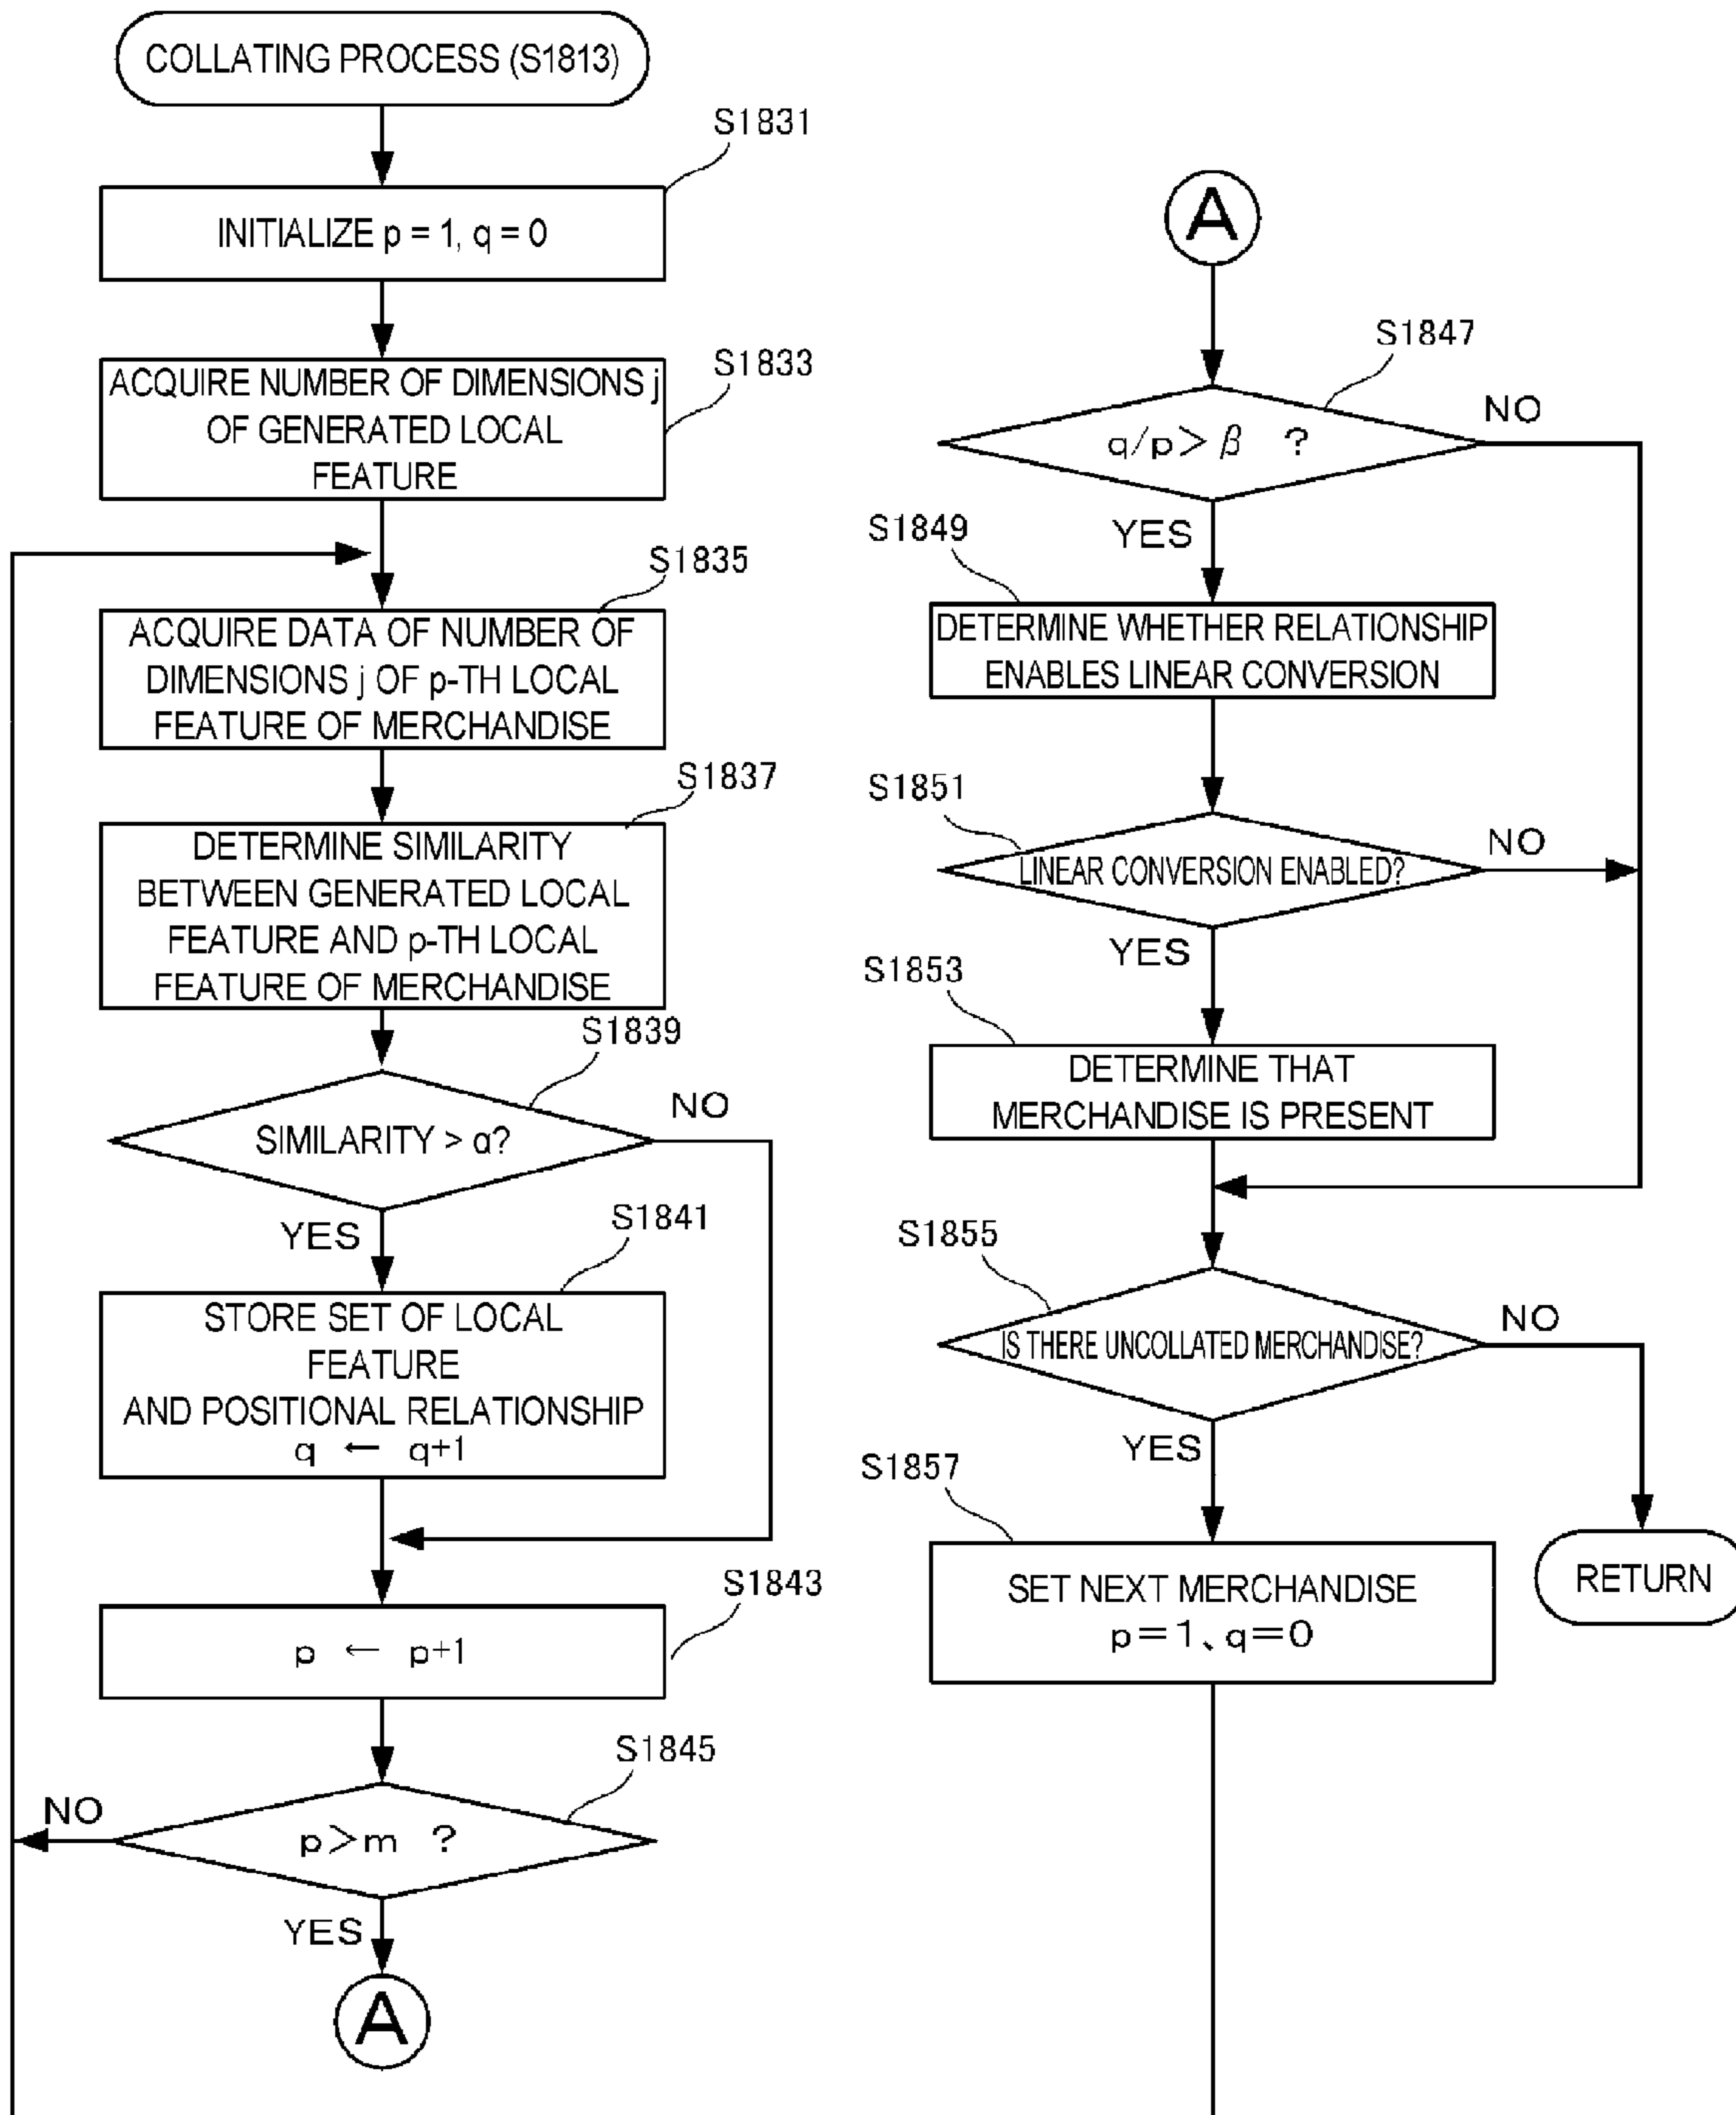 COLLATING PROCESS (S1813)
S1831
INITIALIZE p = 1, q = 0
S1833
ACQUIRE NUMBER OF DIMENSIONS j
OF GENERATED LOCAL
FEATURE
S1835
ACQUIRE DATA OF NUMBER OF
DIMENSIONS j OF p-TH LOCAL
FEATURE OF MERCHANDISE
S1837
DETERMINE SIMILARITY
BETWEEN GENERATED LOCAL
FEATURE AND p-TH LOCAL
FEATURE OF MERCHANDISE
S1839
SIMILARITY > α?
NO
YES
S1841
STORE SET OF LOCAL
FEATURE
AND POSITIONAL RELATIONSHIP
q ← q+1
S1843
p ← p+1
S1845
p>m ?
NO
YES
A
A
S1847
q/p>β ?
NO
YES
S1849
DETERMINE WHETHER RELATIONSHIP
ENABLES LINEAR CONVERSION
S1851
LINEAR CONVERSION ENABLED?
NO
YES
S1853
DETERMINE THAT
MERCHANDISE IS PRESENT
S1855
IS THERE UNCOLLATED MERCHANDISE?
NO
YES
S1857
SET NEXT MERCHANDISE
p=1、q=0
RETURN